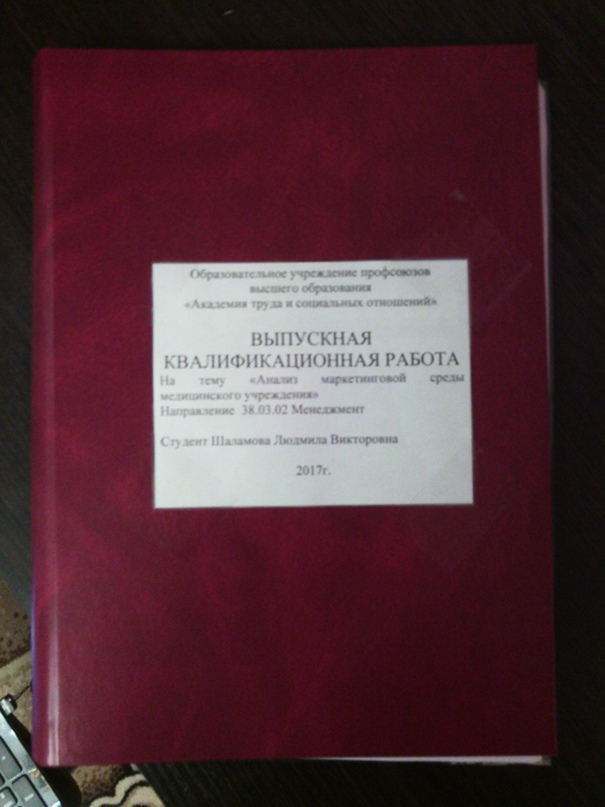 Образовательное учреждение профсоюзов
высшего образования
«Академия труда и социальных отношений»
ВЫПУСКНАЯ
КВАЛИФИКАЦИОННАЯ РАБОТА
На тему «Анализ маркетинговой среды
медицинского учреждения»
Направление 38.03.02 Менеджмент
Студент Шаламова Людмила Викторовна
2017г.